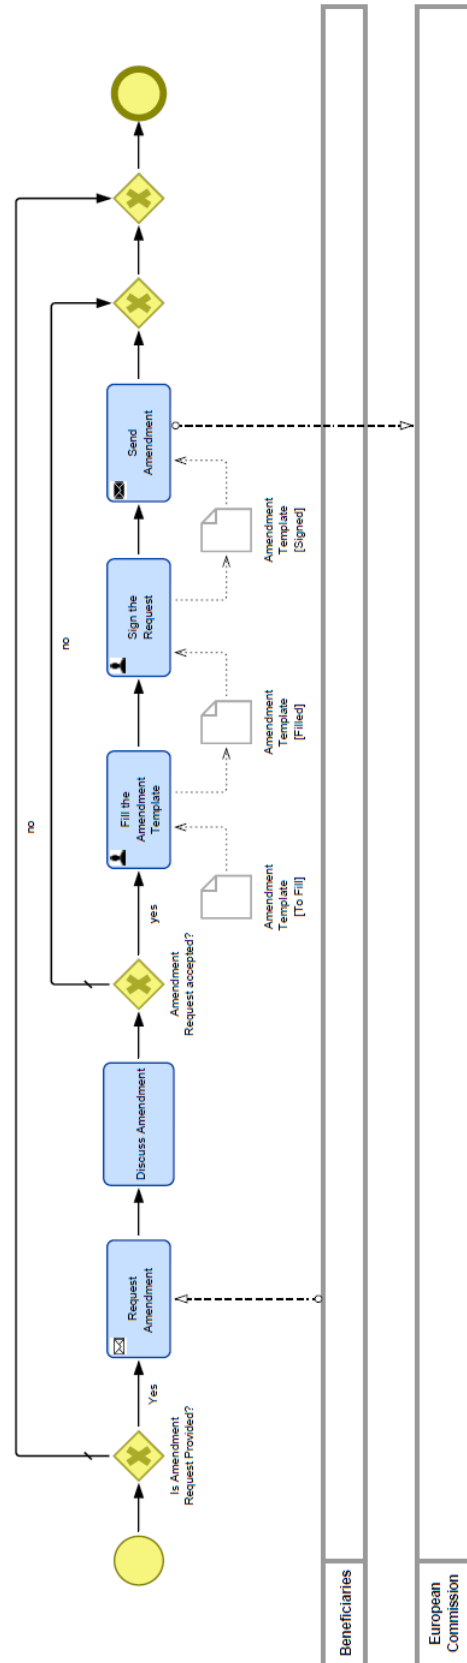 no
no
Is Amendment
Request Provided?
Yes
Request
Amendment
Discuss Amendment
Amendment
Request accepted?
yes
Fill the
Amendment
Template
Sign the
Request
Send
Amendment
Amendment
Template
[To Fill]
Amendment
Template
[Filled]
Amendment
Template
[Signed]
Beneficiaries
European
Commission